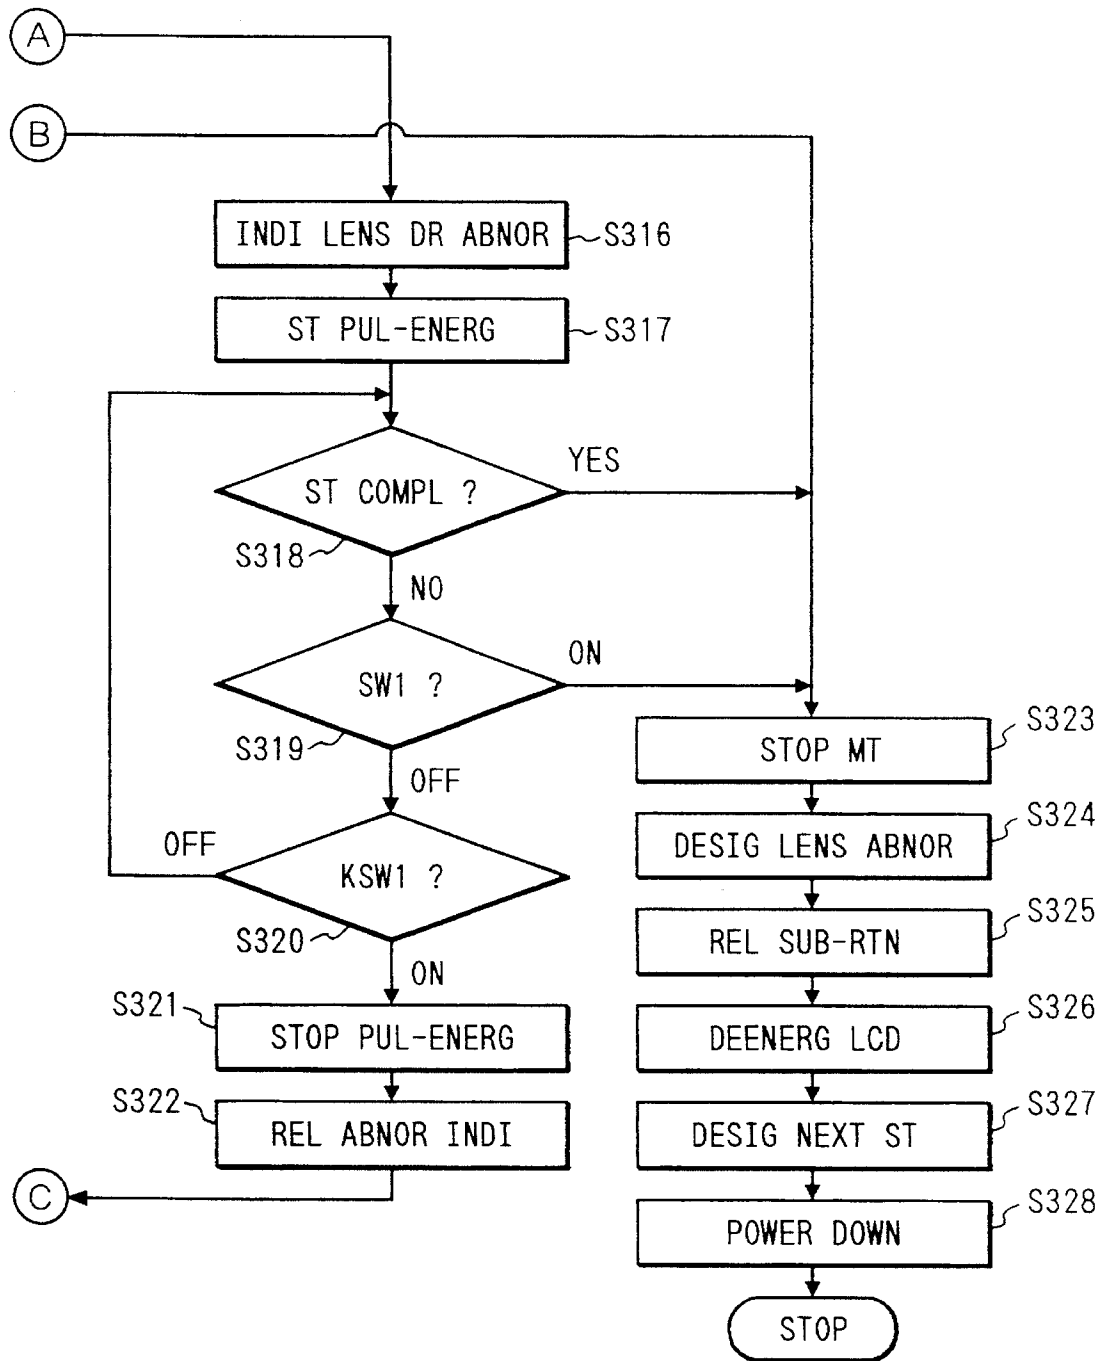 A
B
INDI LENS DR ABNOR
S316
ST PUL-ENERG
S317
ST COMPL ?
YES
S318
NO
SW1 ?
ON
S319
OFF
KSW1 ?
OFF
S320
ON
S321
STOP PUL-ENERG
S322
REL ABNOR INDI
C
STOP MT
S323
DESIG LENS ABNOR
S324
REL SUB-RTN
S325
DEENERG LCD
S326
DESIG NEXT ST
S327
POWER DOWN
S328
STOP